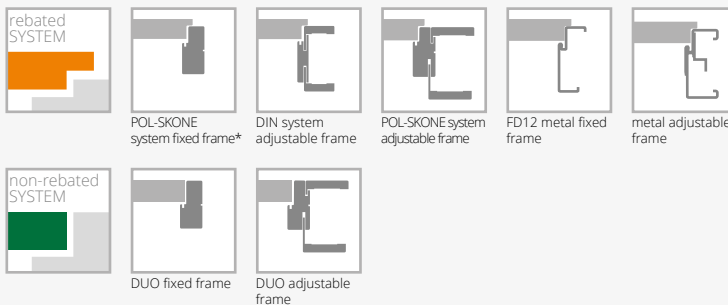 rebated
SYSTEM
POL-SKONE
system fixed frame*
DIN system
adjustable frame
POL-SKONE system
adjustable frame
FD12 metal fixed
frame
metal adjustable
frame
non-rebated
SYSTEM
DUO fixed frame
DUO adjustable
frame